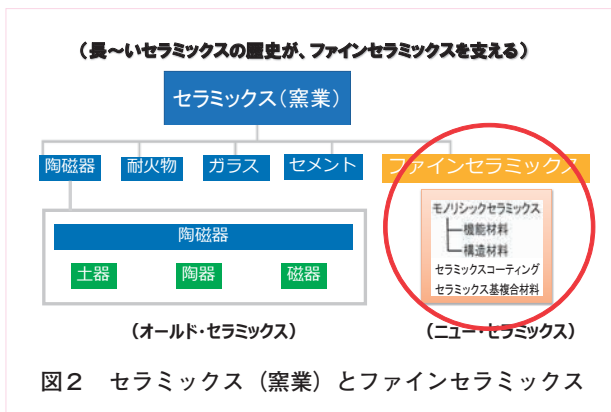 （長～いセラミックスの歴史が、ファインセラミックスを支える）
セラミックス（窯業）
陶磁器 耐火物 ガラス セメント ファインセラミックス
陶磁器
土器 陶器 磁器
モノリシックセラミックス
機能材料
構造材料
セラミックスコーティング
セラミックス基複合材料
（オールド・セラミックス） （ニュー・セラミックス）
図２　セラミックス（窯業）とファインセラミックス